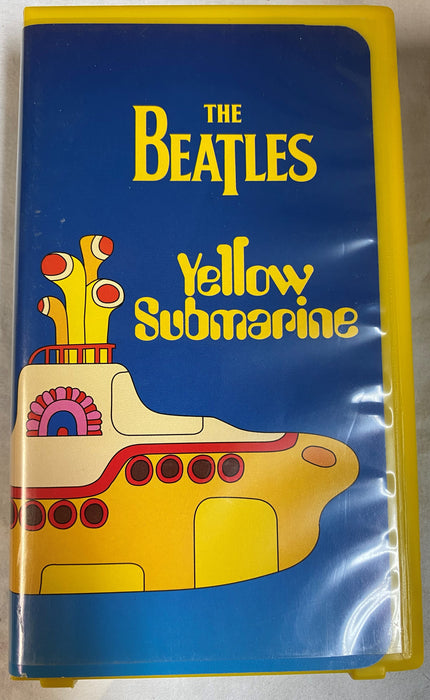 THE
BEATLES
Yellow
Submarine